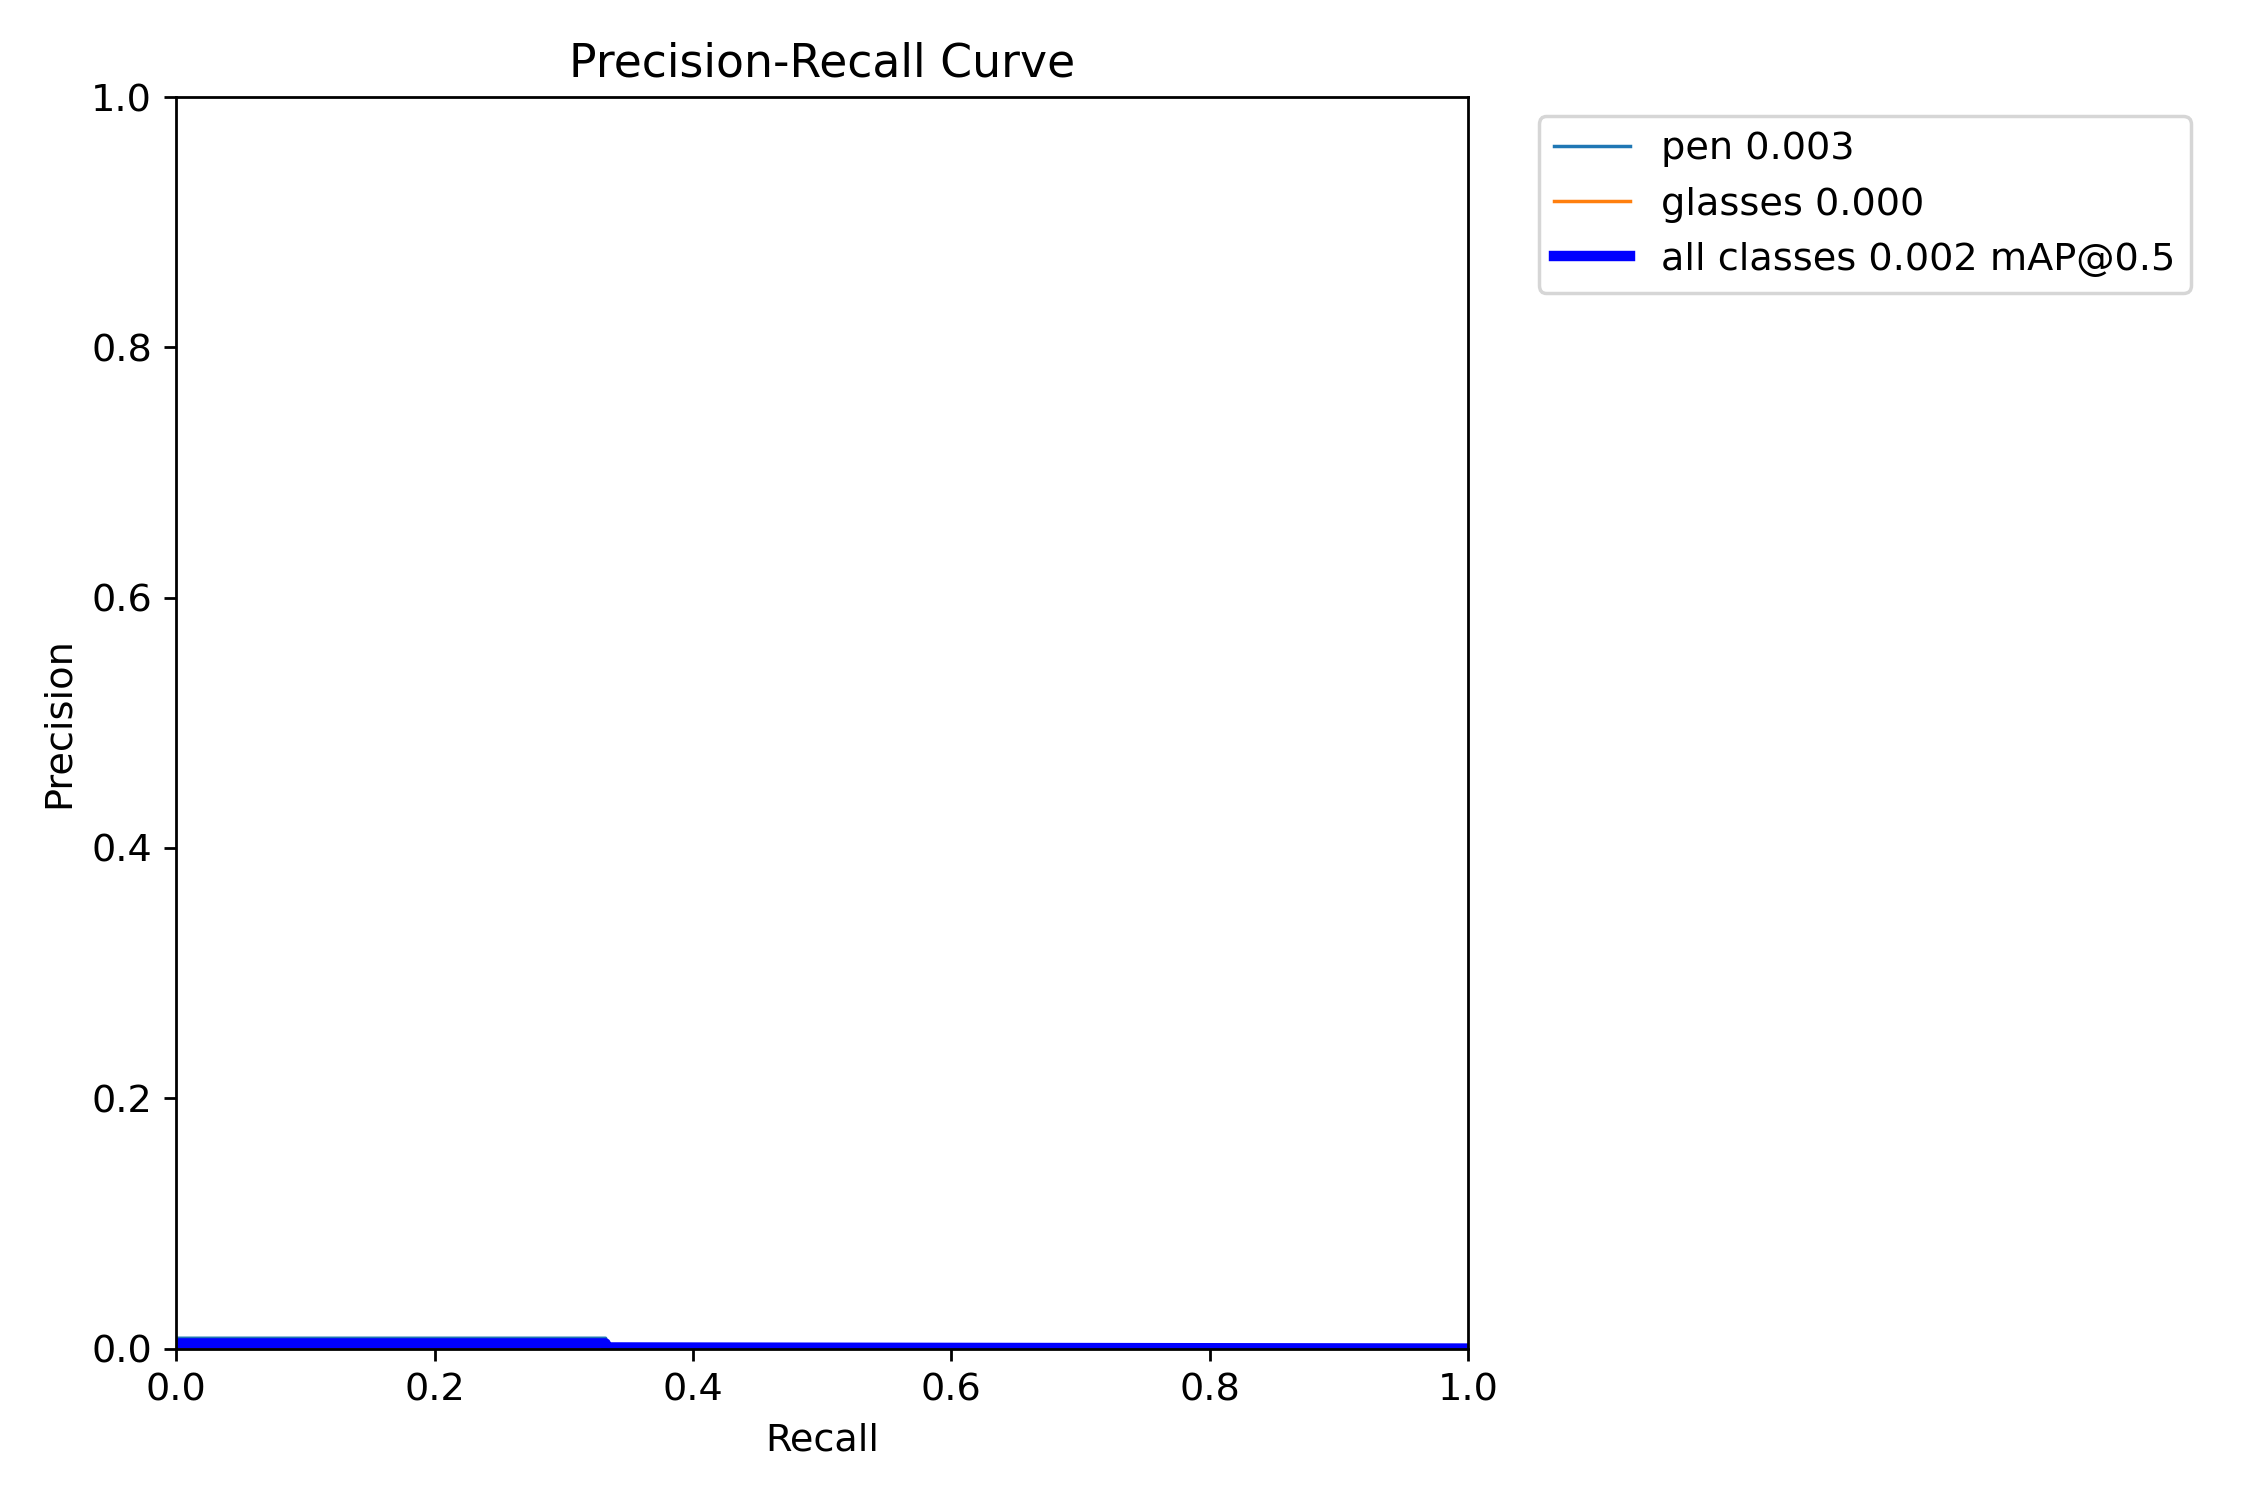 Precision-Recall Curve
1.0
0.8
0.6
0.4
0.2
0.0
Precision
0.0 0.2 0.4 0.6 0.8 1.0
Recall
pen 0.003
glasses 0.000
all classes 0.002 mAP@0.5